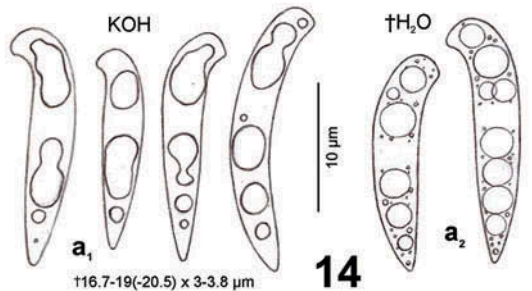 KOH
†H₂O
10 µm
a₁
a₂
†16.7-19(-20.5) x 3-3.8 µm
14